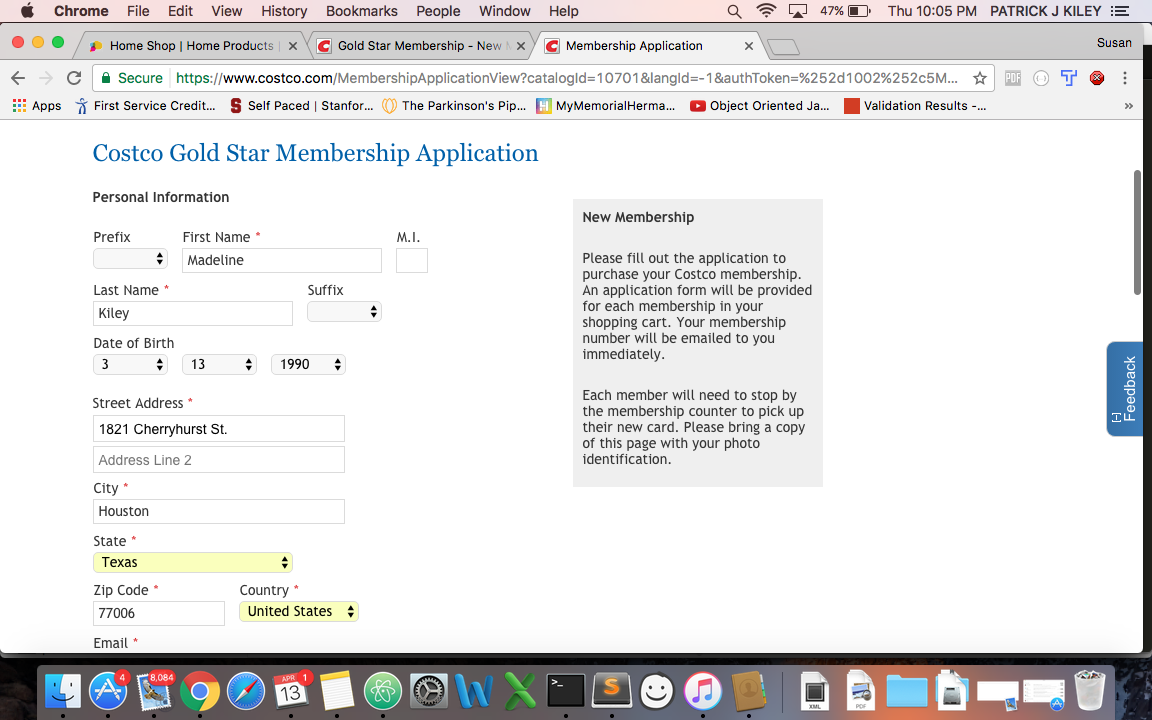 Chrome File Edit View History Bookmarks People Window Help 47% Thu 10:05 PM PATRICK J KILEY
Home Shop | Home Products Gold Star Membership - New M Membership Application Susan
Secure https://www.costco.com/MembershipApplicationView?catalogId=10701&langId=-1&authToken=%252d1002%252c5M...
PDF
Apps First Service Credit... Self Paced | Stanfor... The Parkinson's Pip... MyMemorialHerma... Object Oriented Ja... Validation Results -... »
Costco Gold Star Membership Application
Personal Information
Prefix First Name * M.I.
Madeline
Last Name * Suffix
Kiley
Date of Birth
3 13 1990
Street Address *
1821 Cherryhurst St.
Address Line 2
City *
Houston
State *
Texas
Zip Code * Country *
77006 United States
Email *
New Membership
Please fill out the application to
purchase your Costco membership.
An application form will be provided
for each membership in your
shopping cart. Your membership
number will be emailed to you
immediately.
Each member will need to stop by
the membership counter to pick up
their new card. Please bring a copy
of this page with your photo
identification.
[-] Feedback
4 8,084 APR 1
13
XML PDF